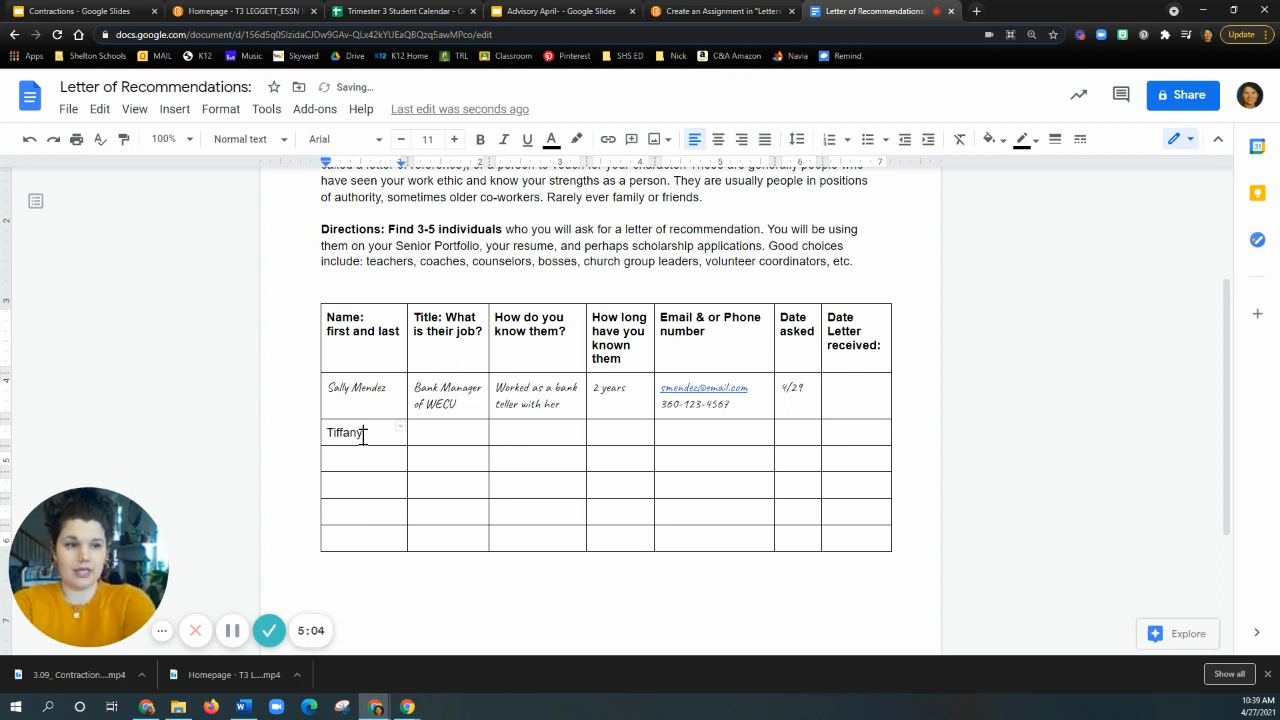 Contractions - Google Slides
Homepage - T3 LEGGETT_ESSN I
Trimester 3 Student Calendar - G
Advisory April- - Google Slides
Create an Assignment in "Letters
Letter of Recommendations:
docs.google.com/document/d/156d5q0SlzidaCJDw9GAv-QLx42kYUEaQBQzq5awMPco/edit
Update
Apps
Shelton Schools
MAIL
K12
Music
Skyward
Drive
K12 Home
TRL
Classroom
Pinterest
SHS ED
Nick
C&A Amazon
Navia
Remind
Letter of Recommendations:
Saving...
File Edit View Insert Format Tools Add-ons Help Last edit was seconds ago
Share
100% Normal text Arial 11
1 2 3 4 5 6 7
have seen your work ethic and know your strengths as a person. They are usually people in positions
of authority, sometimes older co-workers. Rarely ever family or friends.
Directions: Find 3-5 individuals who you will ask for a letter of recommendation. You will be using
them on your Senior Portfolio, your resume, and perhaps scholarship applications. Good choices
include: teachers, coaches, counselors, bosses, church group leaders, volunteer coordinators, etc.
Name:
first and last
Title: What
is their job?
How do you
know them?
How long
have you
known
them
Email & or Phone
number
Date
asked
Date
Letter
received:
Sally Mendez
Bank Manager
of WECU
Worked as a bank
teller with her
2 years
smendez@email.com
360-123-4567
4/29
Tiffany
5:04
Explore
3.09_ Contraction....mp4
Homepage - T3 L....mp4
Show all
10:39 AM
4/27/2021